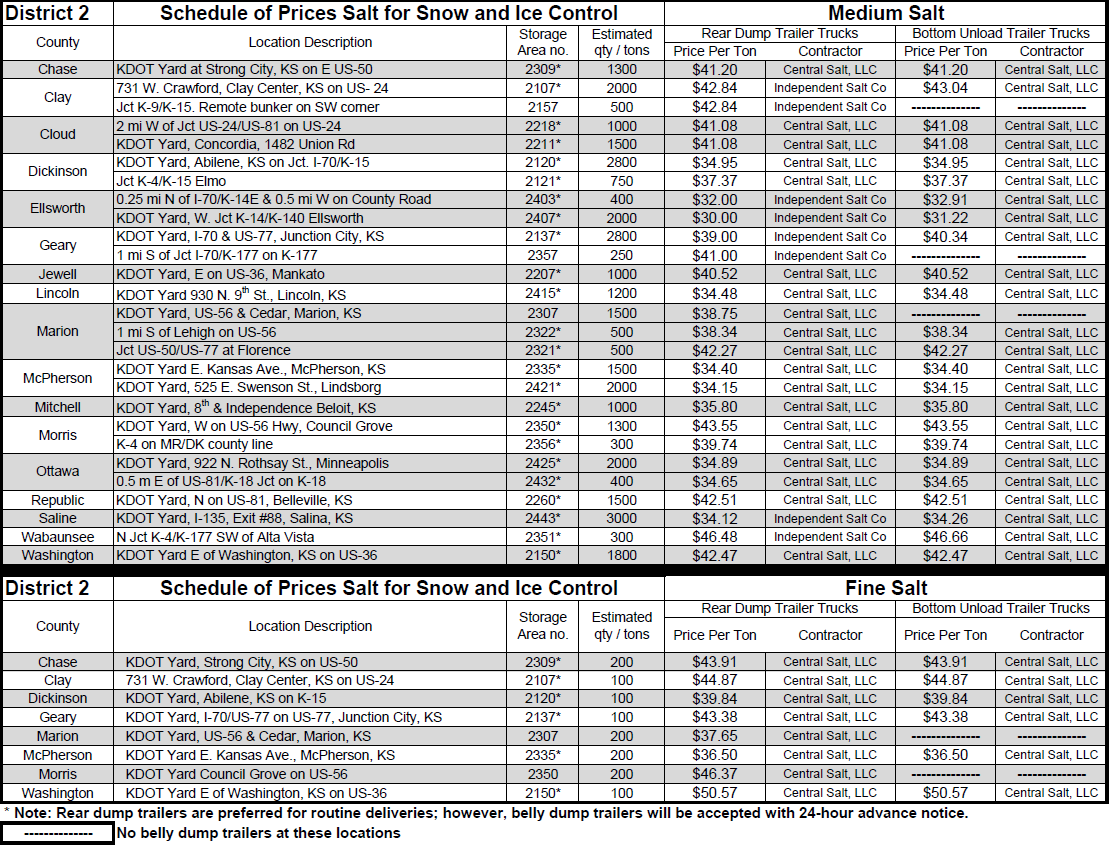 District 2 Schedule of Prices Salt for Snow and Ice Control Medium Salt
County Location Description Storage Area no. Estimated qty / tons Rear Dump Trailer Trucks Bottom Unload Trailer Trucks
Price Per Ton Contractor Price Per Ton Contractor
Chase KDOT Yard at Strong City, KS on E US-50 2309* 1300 $41.20 Central Salt, LLC $41.20 Central Salt, LLC
Clay 731 W. Crawford, Clay Center, KS on US- 24 2107* 2000 $42.84 Independent Salt Co $43.04 Central Salt, LLC
Jct K-9/K-15. Remote bunker on SW corner 2157 500 $42.84 Independent Salt Co -------------- --------------
Cloud 2 mi W of Jct US-24/US-81 on US-24 2218* 1000 $41.08 Central Salt, LLC $41.08 Central Salt, LLC
KDOT Yard, Concordia, 1482 Union Rd 2211* 1500 $41.08 Central Salt, LLC $41.08 Central Salt, LLC
Dickinson KDOT Yard, Abilene, KS on Jct. I-70/K-15 2120* 2800 $34.95 Central Salt, LLC $34.95 Central Salt, LLC
Jct K-4/K-15 Elmo 2121* 750 $37.37 Central Salt, LLC $37.37 Central Salt, LLC
Ellsworth 0.25 mi N of I-70/K-14E & 0.5 mi W on County Road 2403* 400 $32.00 Independent Salt Co $32.91 Central Salt, LLC
KDOT Yard, W. Jct K-14/K-140 Ellsworth 2407* 2000 $30.00 Independent Salt Co $31.22 Central Salt, LLC
Geary KDOT Yard, I-70 & US-77, Junction City, KS 2137* 2800 $39.00 Independent Salt Co $40.34 Central Salt, LLC
1 mi S of Jct I-70/K-177 on K-177 2357 250 $41.00 Independent Salt Co -------------- --------------
Jewell KDOT Yard, E on US-36, Mankato 2207* 1000 $40.52 Central Salt, LLC $40.52 Central Salt, LLC
Lincoln KDOT Yard 930 N. 9th St., Lincoln, KS 2415* 1200 $34.48 Central Salt, LLC $34.48 Central Salt, LLC
Marion KDOT Yard, US-56 & Cedar, Marion, KS 2307 1500 $38.75 Central Salt, LLC -------------- --------------
1 mi S of Lehigh on US-56 2322* 500 $38.34 Central Salt, LLC $38.34 Central Salt, LLC
Jct US-50/US-77 at Florence 2321* 500 $42.27 Central Salt, LLC $42.27 Central Salt, LLC
McPherson KDOT Yard E. Kansas Ave., McPherson, KS 2335* 1500 $34.40 Central Salt, LLC $34.40 Central Salt, LLC
KDOT Yard, 525 E. Swenson St., Lindsborg 2421* 2000 $34.15 Central Salt, LLC $34.15 Central Salt, LLC
Mitchell KDOT Yard, 8th & Independence Beloit, KS 2245* 1000 $35.80 Central Salt, LLC $35.80 Central Salt, LLC
Morris KDOT Yard, W on US-56 Hwy, Council Grove 2350* 1300 $43.55 Central Salt, LLC $43.55 Central Salt, LLC
K-4 on MR/DK county line 2356* 300 $39.74 Central Salt, LLC $39.74 Central Salt, LLC
Ottawa KDOT Yard, 922 N. Rothsay St., Minneapolis 2425* 2000 $34.89 Central Salt, LLC $34.89 Central Salt, LLC
0.5 m E of US-81/K-18 Jct on K-18 2432* 400 $34.65 Central Salt, LLC $34.65 Central Salt, LLC
Republic KDOT Yard, N on US-81, Belleville, KS 2260* 1500 $42.51 Central Salt, LLC $42.51 Central Salt, LLC
Saline KDOT Yard, I-135, Exit #88, Salina, KS 2443* 3000 $34.12 Independent Salt Co $34.26 Central Salt, LLC
Wabaunsee N Jct K-4/K-177 SW of Alta Vista 2351* 300 $46.48 Independent Salt Co $46.66 Central Salt, LLC
Washington KDOT Yard E of Washington, KS on US-36 2150* 1800 $42.47 Central Salt, LLC $42.47 Central Salt, LLC
District 2 Schedule of Prices Salt for Snow and Ice Control Fine Salt
County Location Description Storage Area no. Estimated qty / tons Rear Dump Trailer Trucks Bottom Unload Trailer Trucks
Price Per Ton Contractor Price Per Ton Contractor
Chase KDOT Yard, Strong City, KS on US-50 2309* 200 $43.91 Central Salt, LLC $43.91 Central Salt, LLC
Clay 731 W. Crawford, Clay Center, KS on US-24 2107* 100 $44.87 Central Salt, LLC $44.87 Central Salt, LLC
Dickinson KDOT Yard, Abilene, KS on K-15 2120* 100 $39.84 Central Salt, LLC $39.84 Central Salt, LLC
Geary KDOT Yard, I-70/US-77 on US-77, Junction City, KS 2137* 100 $43.38 Central Salt, LLC $43.38 Central Salt, LLC
Marion KDOT Yard, US-56 & Cedar, Marion, KS 2307 200 $37.65 Central Salt, LLC -------------- --------------
McPherson KDOT Yard E. Kansas Ave., McPherson, KS 2335* 200 $36.50 Central Salt, LLC $36.50 Central Salt, LLC
Morris KDOT Yard Council Grove on US-56 2350 200 $46.37 Central Salt, LLC -------------- --------------
Washington KDOT Yard E of Washington, KS on US-36 2150* 100 $50.57 Central Salt, LLC $50.57 Central Salt, LLC
* Note: Rear dump trailers are preferred for routine deliveries; however, belly dump trailers will be accepted with 24-hour advance notice.
-------------- No belly dump trailers at these locations